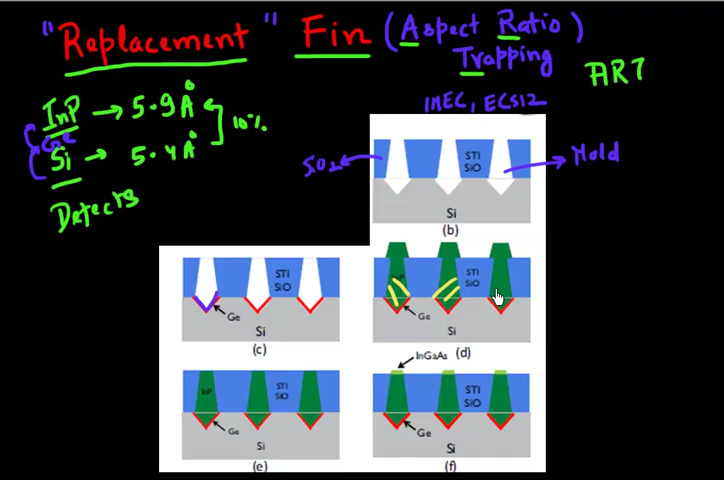 "Replacement" Fin (Aspect Ratio)
Trapping
ART
InP → 5.9 Å
10%
Ge
Si → 5.4 Å
Defects
IMEC, ECS12
SiO2
STI
SiO
Mold
Si
(b)
STI
SiO
Ge
Si
(c)
InP
STI
SiO
Ge
Si
(d)
InP
STI
SiO
Ge
Si
(e)
InGaAs
STI
SiO
Ge
Si
(f)